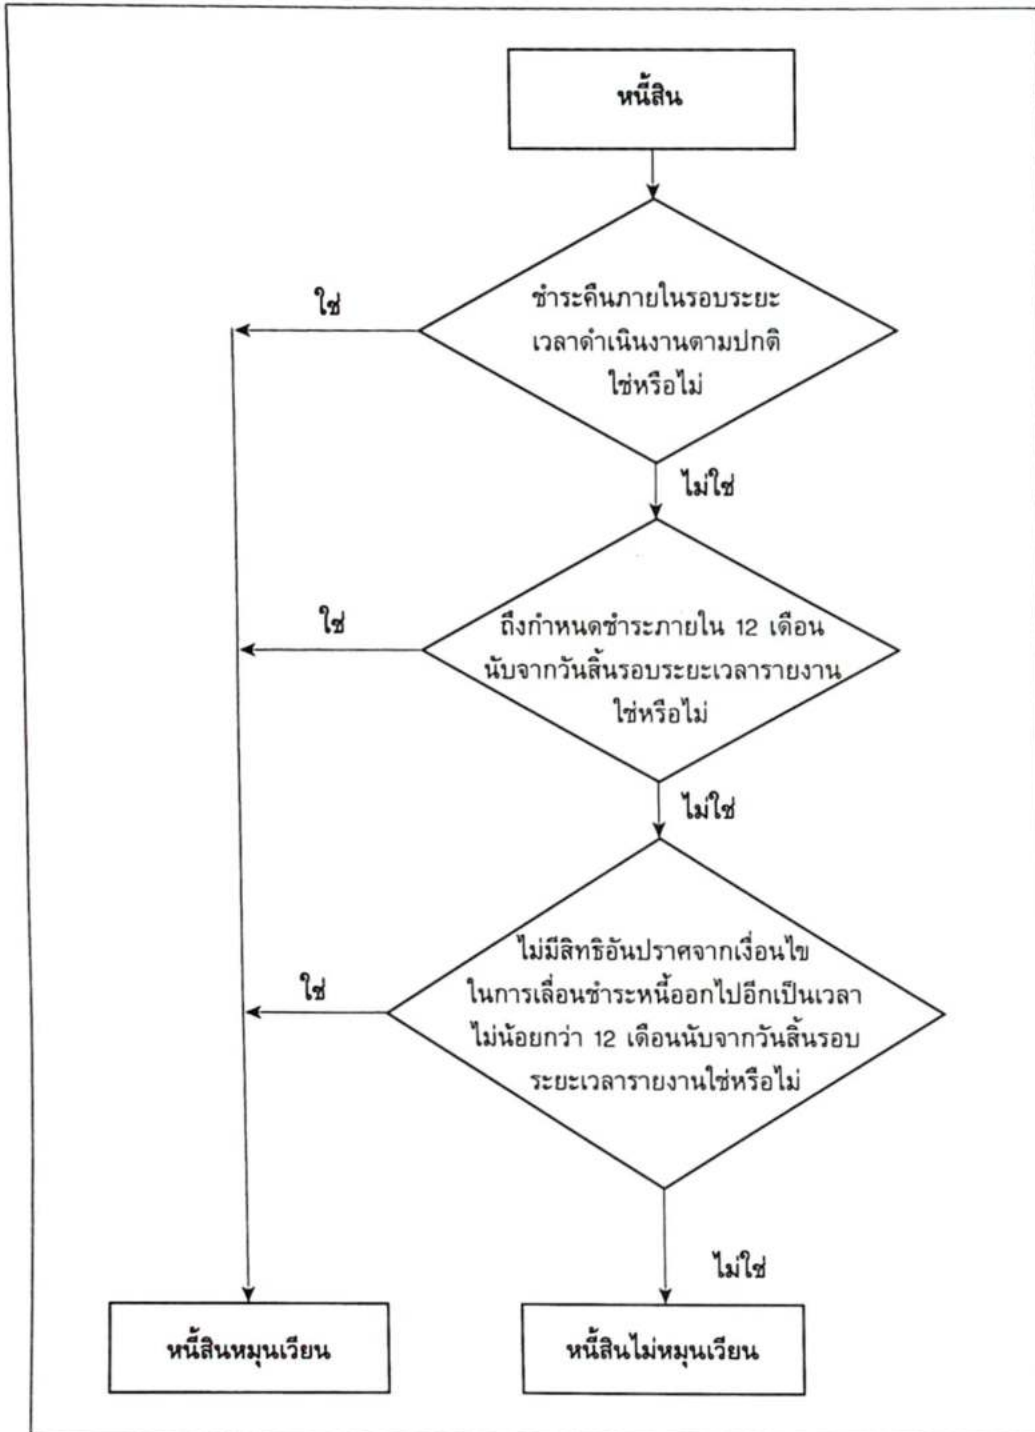 หนี้สิน
ใช่
ชำระคืนภายในรอบระยะ
เวลาดำเนินงานตามปกติ
ใช่หรือไม่
ไม่ใช่
ใช่
ถึงกำหนดชำระภายใน 12 เดือน
นับจากวันสิ้นรอบระยะเวลารายงาน
ใช่หรือไม่
ไม่ใช่
ใช่
ไม่มีสิทธิอันปราศจากเงื่อนไข
ในการเลื่อนชำระหนี้ออกไปอีกเป็นเวลา
ไม่น้อยกว่า 12 เดือนนับจากวันสิ้นรอบ
ระยะเวลารายงานใช่หรือไม่
ไม่ใช่
หนี้สินหมุนเวียน
หนี้สินไม่หมุนเวียน